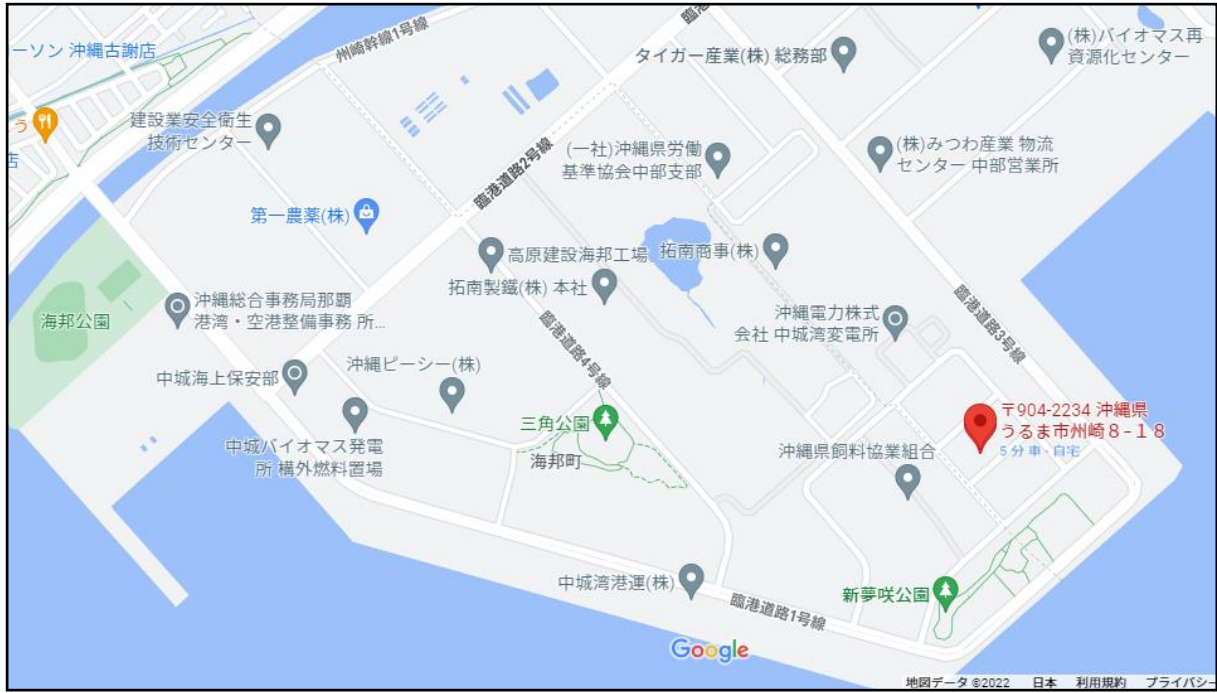 ーソン 沖縄古謝店
州崎幹線1号線
臨港
タイガー産業(株) 総務部
(株)バイオマス再
資源化センター
う
店
建設業安全衛生
技術センター
(一社)沖縄県労働
基準協会中部支部
(株)みつわ産業 物流
センター 中部営業所
臨港道路2号線
第一農薬(株)
高原建設海邦工場
拓南商事(株)
拓南製鐵(株) 本社
沖縄総合事務局那覇
港湾・空港整備事務 所...
海邦公園
臨港道路3号線
沖縄電力株式
会社 中城湾変電所
臨港道路4号線
中城海上保安部
沖縄ピーシー(株)
三角公園
海邦町
中城バイオマス発電
所 構外燃料置場
〒904-2234 沖縄県
うるま市州崎8-18
5 分 車 - 自宅
沖縄県飼料協業組合
中城湾港運(株)
新夢咲公園
臨港道路1号線
Google
地図データ ©2022 日本 利用規約 プライバシー